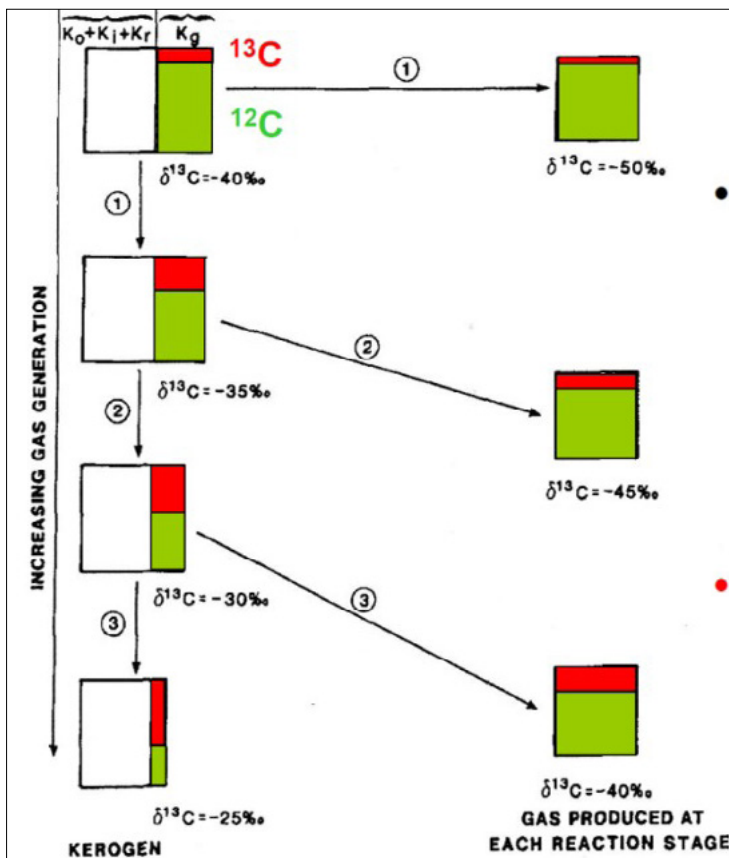 Ko+Ki+Kr
Kg
¹³C
¹²C
①
δ¹³C=-40‰
δ¹³C=-50‰
①
②
δ¹³C=-35‰
②
δ¹³C=-45‰
③
δ¹³C=-30‰
③
δ¹³C=-25‰
δ¹³C=-40‰
INCREASING GAS GENERATION
KEROGEN
GAS PRODUCED AT
EACH REACTION STAGE